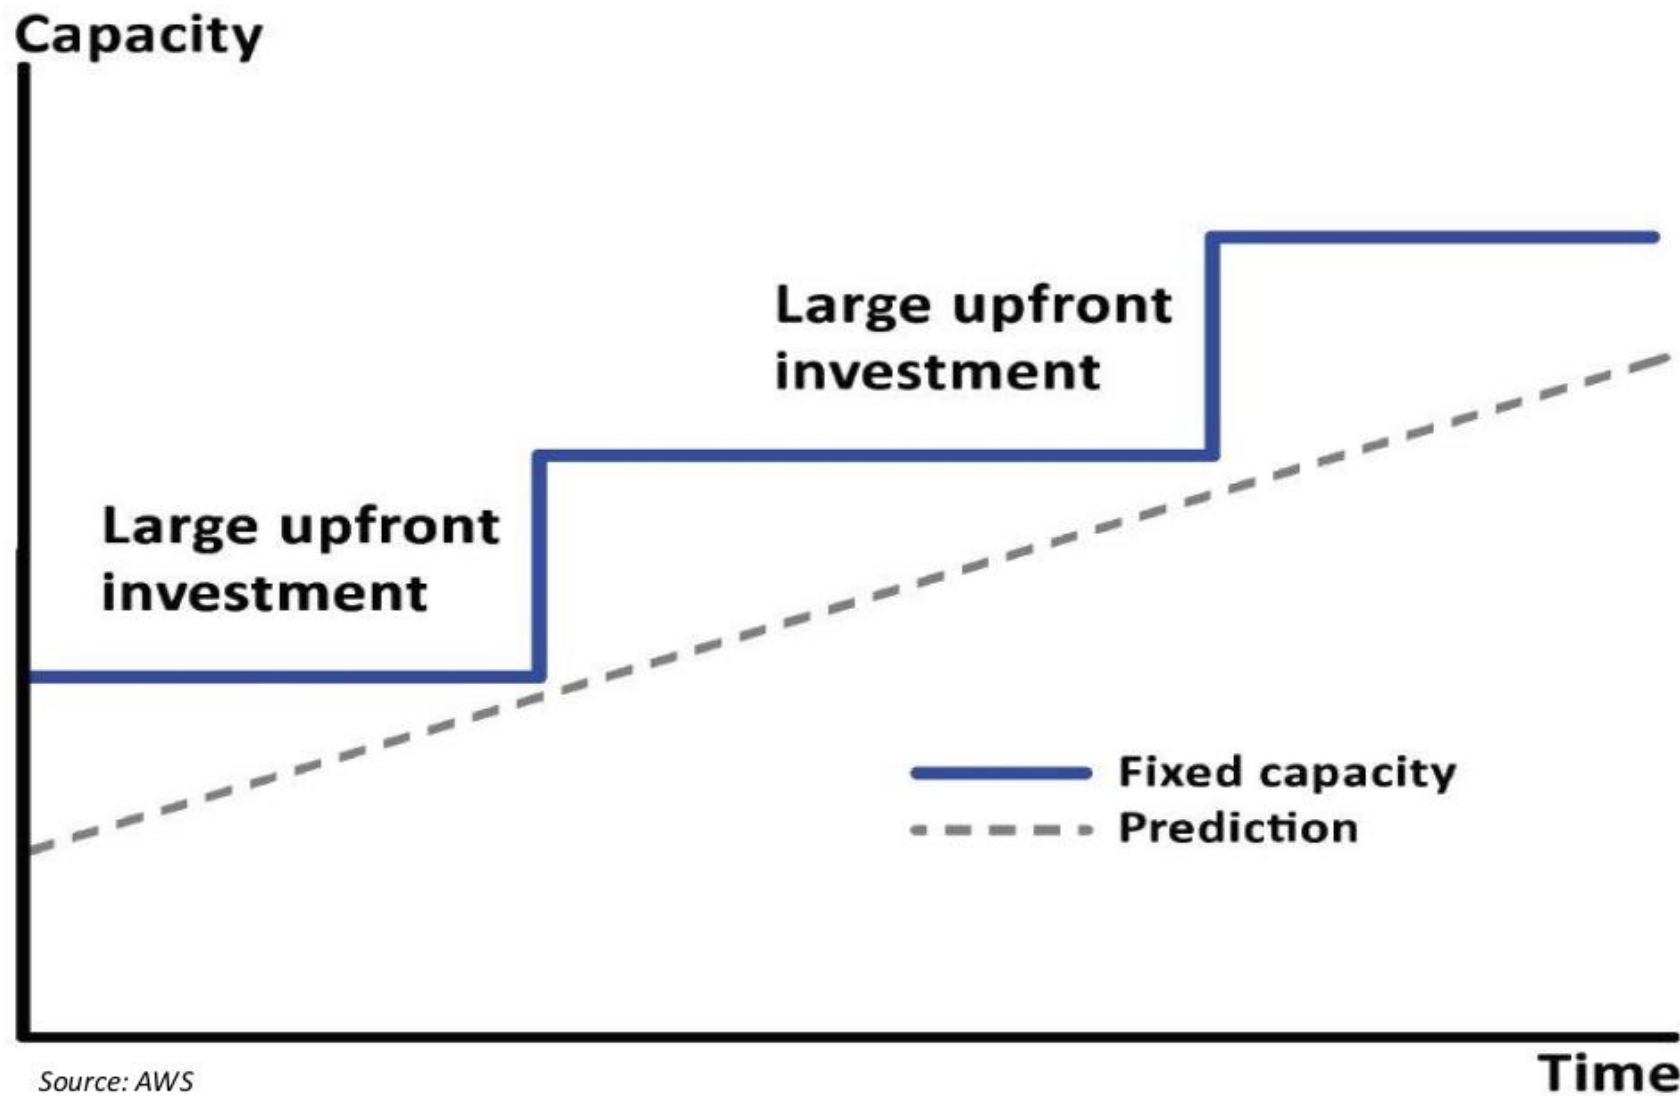 Capacity
Large upfront
investment
Large upfront
investment
Fixed capacity
Prediction
Time
Source: AWS